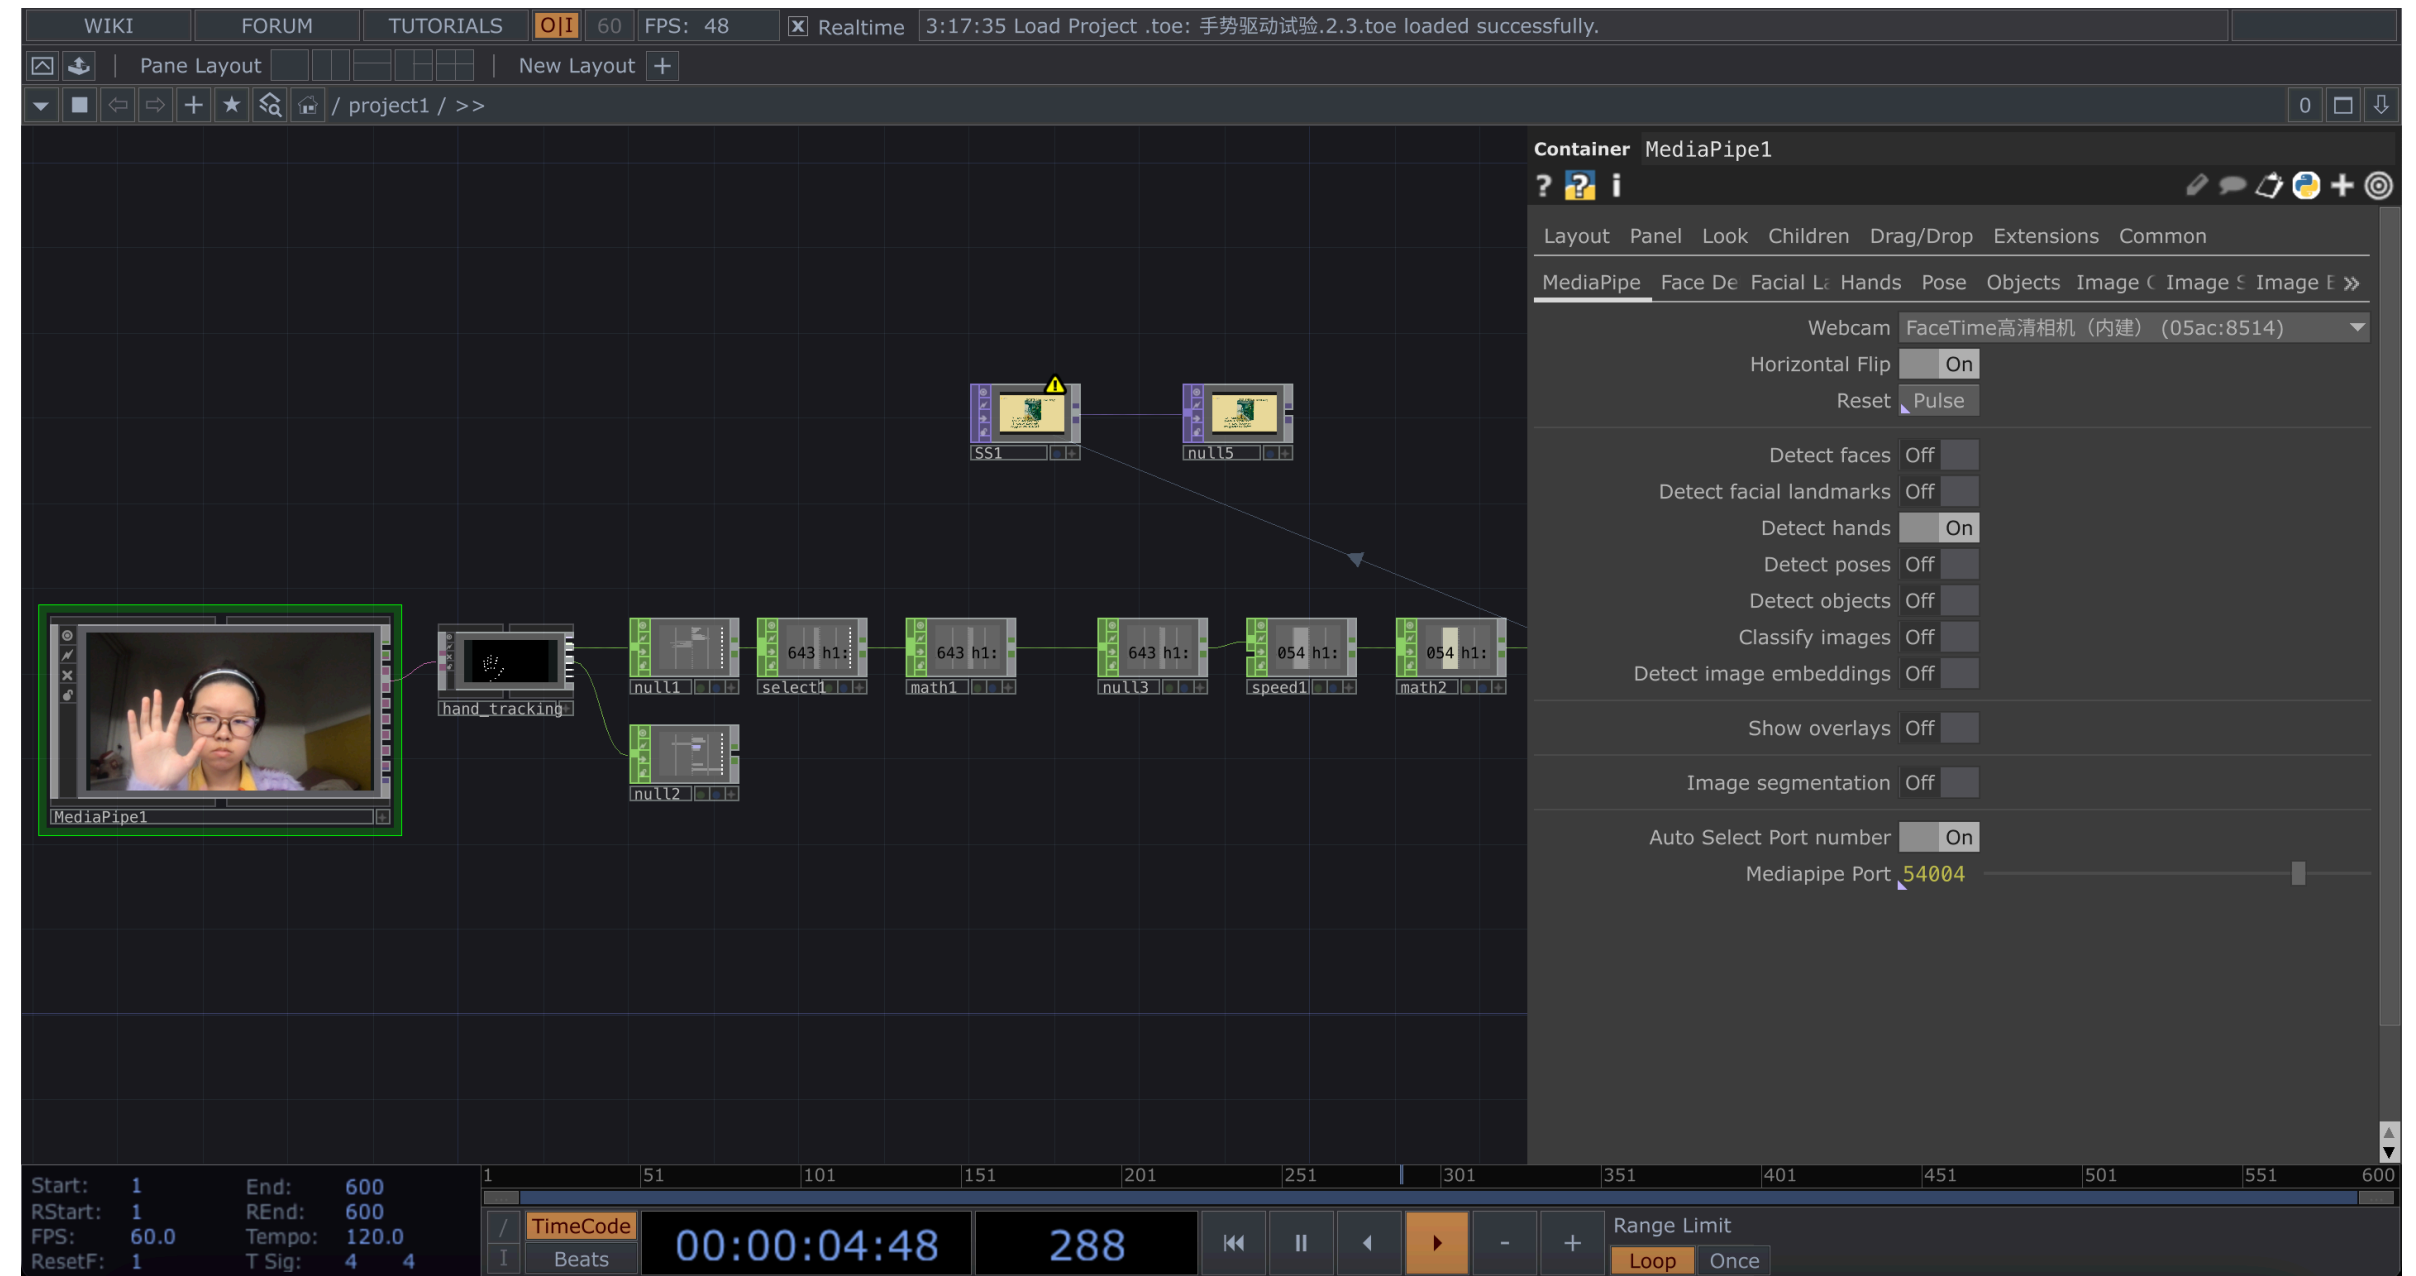 WIKI FORUM TUTORIALS O|I 60 FPS: 48 X Realtime 3:17:35 Load Project .toe: 手势驱动试验.2.3.toe loaded successfully.
Pane Layout New Layout +
/ project1 / >> 0
Container MediaPipe1
Layout Panel Look Children Drag/Drop Extensions Common
MediaPipe Face De Facial La Hands Pose Objects Image C Image S Image E >>
Webcam FaceTime高清相机（内建） (05ac:8514)
Horizontal Flip On
Reset Pulse
Detect faces Off
Detect facial landmarks Off
Detect hands On
Detect poses Off
Detect objects Off
Classify images Off
Detect image embeddings Off
Show overlays Off
Image segmentation Off
Auto Select Port number On
Mediapipe Port 54004
SS1 null5
643 h1: 643 h1: 643 h1: 054 h1: 054 h1:
null1 select1 math1 null3 speed1 math2
hand_tracking
null2
MediaPipe1
1 51 101 151 201 251 301 351 401 451 501 551 600
Start: 1 End: 600
RStart: 1 REnd: 600
FPS: 60.0 Tempo: 120.0
ResetF: 1 T Sig: 4 4
TimeCode
Beats
00:00:04:48 288
Range Limit
Loop Once